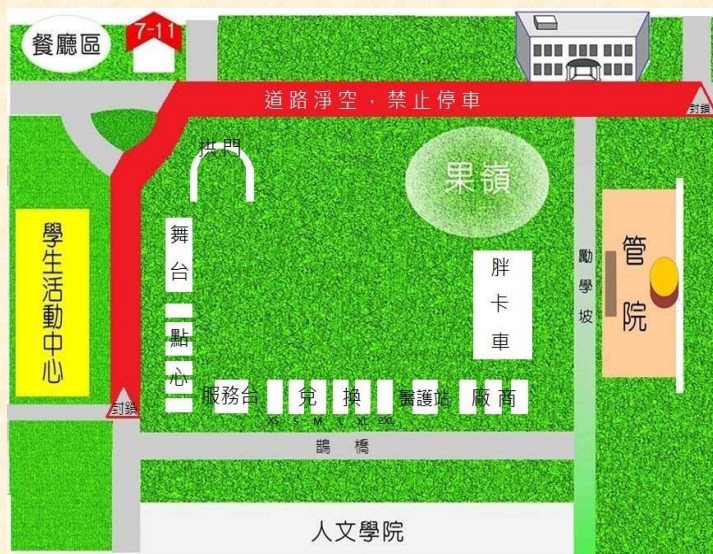 餐廳區
7-11
道路淨空，禁止停車
封鎖
拱門
果嶺
舞台
胖卡車
勵學坡
管院
學生活動中心
點心
封鎖
服務台
兌換
醫護站
廠商
XS S M L XL 2XL
鵲橋
人文學院